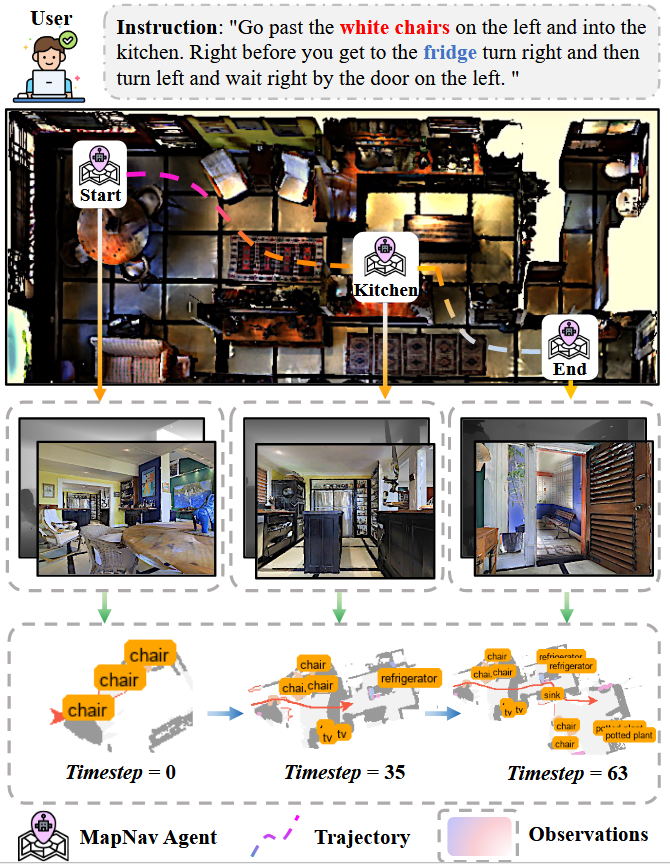 User
Instruction: "Go past the white chairs on the left and into the
kitchen. Right before you get to the fridge turn right and then
turn left and wait right by the door on the left. "
Start
Kitchen
End
chair
chair
chair
chair
chair
refrigerator
tv
tv
chair
chair
refrigerator
refrigerator
sink
tv
tv
chair
chair
potted plant
Timestep = 0
Timestep = 35
Timestep = 63
MapNav Agent
Trajectory
Observations